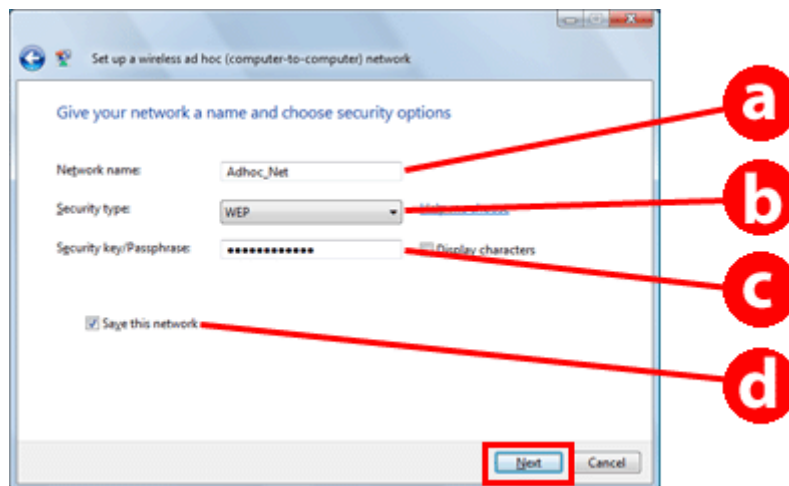 Set up a wireless ad hoc (computer-to-computer) network
Give your network a name and choose security options
a
Network name: Adhoc_Net
Security type: WEP
b
Security key/Passphrase: •••••••••••• Display characters
c
Save this network
d
Next Cancel